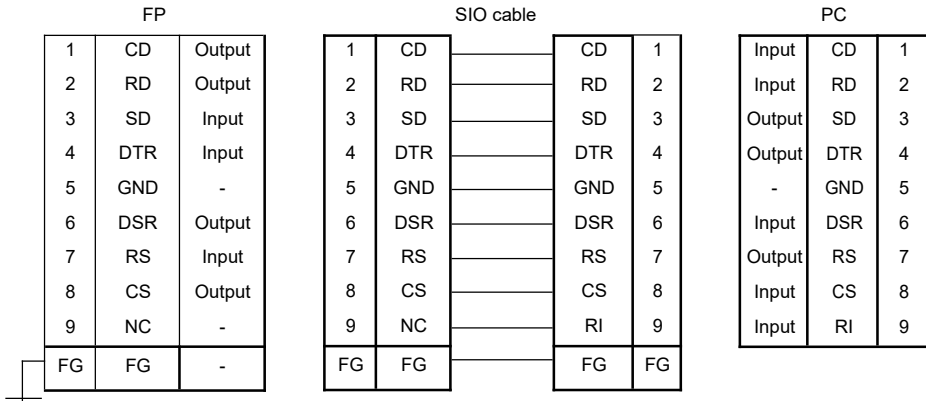 FP SIO cable PC
1 CD Output 1 CD CD 1 Input CD 1
2 RD Output 2 RD RD 2 Input RD 2
3 SD Input 3 SD SD 3 Output SD 3
4 DTR Input 4 DTR DTR 4 Output DTR 4
5 GND - 5 GND GND 5 - GND 5
6 DSR Output 6 DSR DSR 6 Input DSR 6
7 RS Input 7 RS RS 7 Output RS 7
8 CS Output 8 CS CS 8 Input CS 8
9 NC - 9 NC RI 9 Input RI 9
FG FG - FG FG FG FG